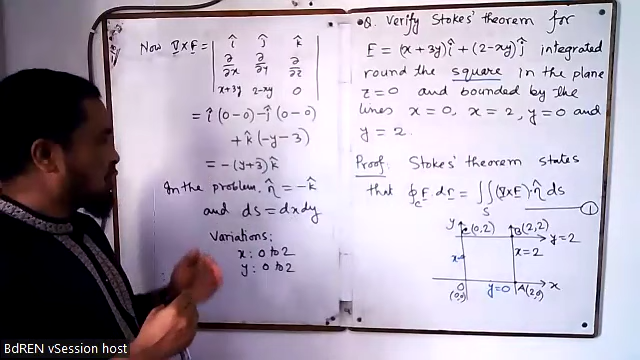 Now ∇×F = | î ĵ k̂ |
| ∂/∂x ∂/∂y ∂/∂z |
| x+3y 2-xy 0 |
= î(0-0) - ĵ(0-0)
+ k̂(-y-3)
= -(y+3)k̂
In the problem, n̂ = -k̂
and ds = dxdy
Variations:
x: 0 to 2
y: 0 to 2
Q. Verify Stokes' theorem for
F = (x+3y)î + (2-xy)ĵ integrated
round the square in the plane
z=0 and bounded by the
lines x=0, x=2, y=0 and
y=2.
Proof: Stokes' theorem states
that ∮c F.dr = ∬s (∇×F).n̂ ds
1
y C(0,2) B(2,2)
y=2
x=2
O y=0 A(2,0) x
(0,0)
BdREN vSession host